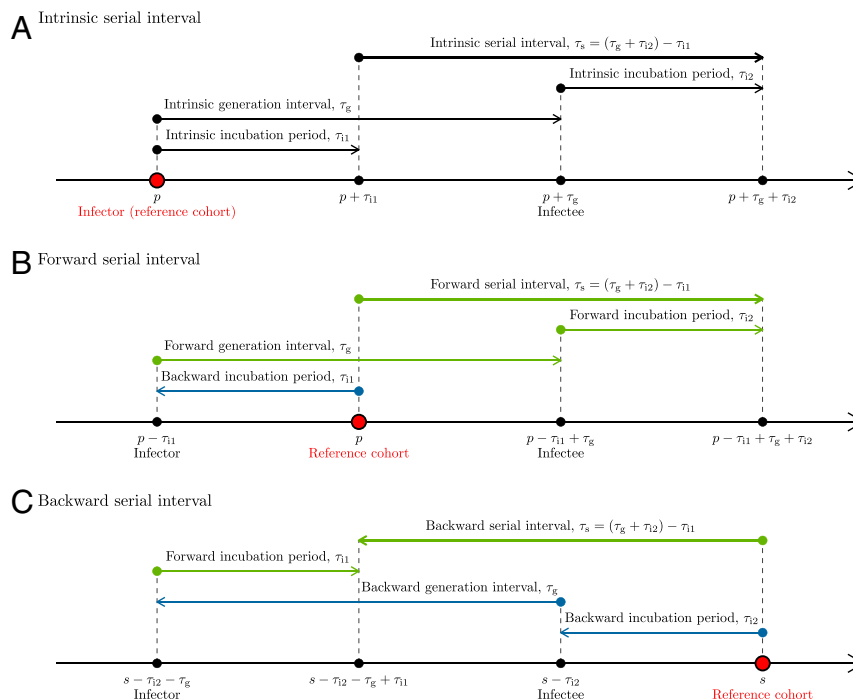 A Intrinsic serial interval
Intrinsic serial interval, τs = (τg + τi2) − τi1
Intrinsic incubation period, τi2
Intrinsic generation interval, τg
Intrinsic incubation period, τi1
p p + τi1 p + τg p + τg + τi2
Infector (reference cohort) Infectee
B Forward serial interval
Forward serial interval, τs = (τg + τi2) − τi1
Forward incubation period, τi2
Forward generation interval, τg
Backward incubation period, τi1
p − τi1 p p − τi1 + τg p − τi1 + τg + τi2
Infector Reference cohort Infectee
C Backward serial interval
Backward serial interval, τs = (τg + τi2) − τi1
Forward incubation period, τi1
Backward generation interval, τg
Backward incubation period, τi2
s − τi2 − τg s − τi2 − τg + τi1 s − τi2 s
Infector Infectee Reference cohort